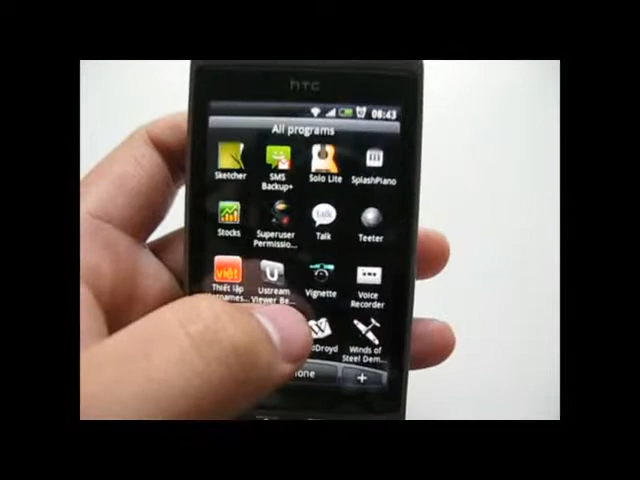 hTC
08:43
All programs
Sketcher
SMS
Backup+
Solo Lite
SplashPiano
Stocks
Superuser
Permissio...
talk
Talk
Teeter
việt
Thiết lập
Ustream
Viewer Be...
U
Vignette
Voice
Recorder
Winds of
Steel Dem...
+